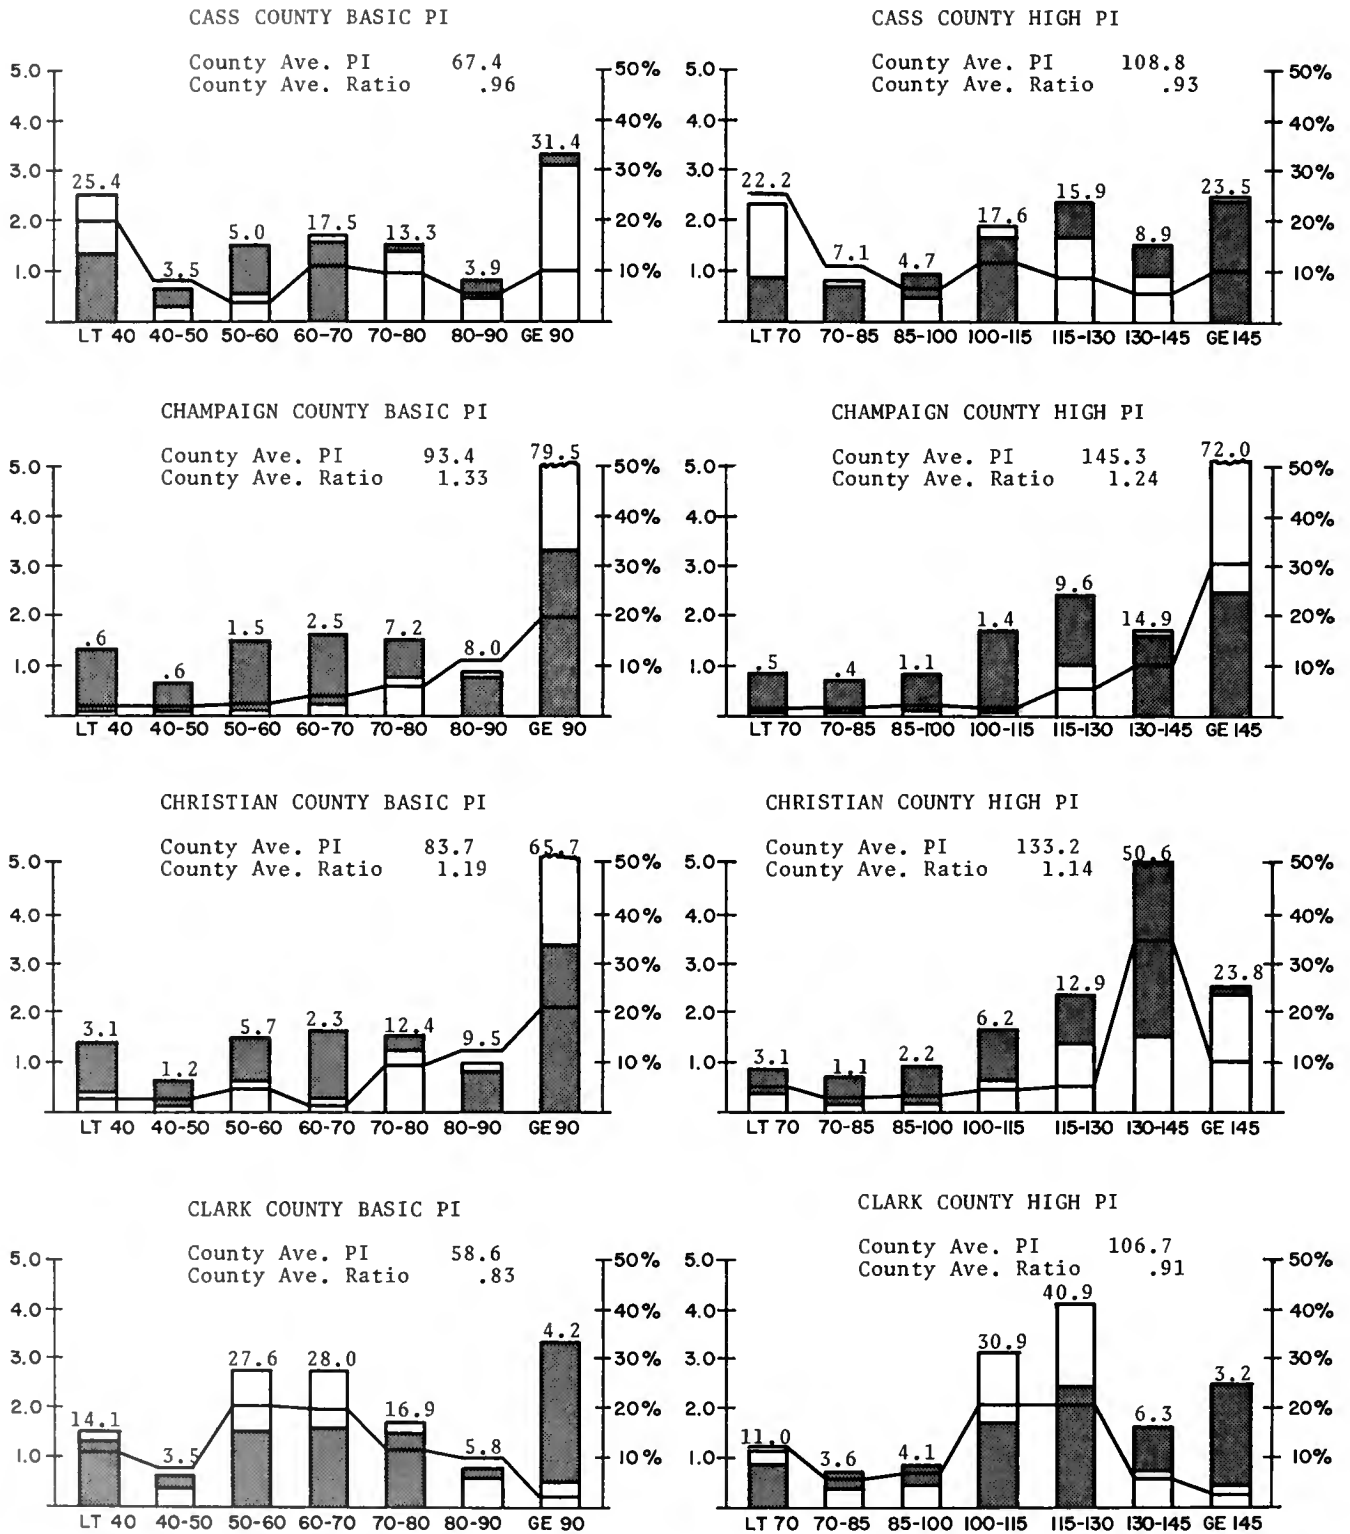 CASS COUNTY BASIC PI
County Ave. PI 67.4
County Ave. Ratio .96
5.0 4.0 3.0 2.0 1.0
50% 40% 30% 20% 10%
25.4 3.5 5.0 17.5 13.3 3.9 31.4
LT 40 40-50 50-60 60-70 70-80 80-90 GE 90
CASS COUNTY HIGH PI
County Ave. PI 108.8
County Ave. Ratio .93
5.0 4.0 3.0 2.0 1.0
50% 40% 30% 20% 10%
22.2 7.1 4.7 17.6 15.9 8.9 23.5
LT 70 70-85 85-100 100-115 115-130 130-145 GE 145
CHAMPAIGN COUNTY BASIC PI
County Ave. PI 93.4
County Ave. Ratio 1.33
5.0 4.0 3.0 2.0 1.0
50% 40% 30% 20% 10%
.6 .6 1.5 2.5 7.2 8.0 79.5
LT 40 40-50 50-60 60-70 70-80 80-90 GE 90
CHAMPAIGN COUNTY HIGH PI
County Ave. PI 145.3
County Ave. Ratio 1.24
5.0 4.0 3.0 2.0 1.0
50% 40% 30% 20% 10%
.5 .4 1.1 1.4 9.6 14.9 72.0
LT 70 70-85 85-100 100-115 115-130 130-145 GE 145
CHRISTIAN COUNTY BASIC PI
County Ave. PI 83.7
County Ave. Ratio 1.19
5.0 4.0 3.0 2.0 1.0
50% 40% 30% 20% 10%
3.1 1.2 5.7 2.3 12.4 9.5 65.7
LT 40 40-50 50-60 60-70 70-80 80-90 GE 90
CHRISTIAN COUNTY HIGH PI
County Ave. PI 133.2
County Ave. Ratio 1.14
5.0 4.0 3.0 2.0 1.0
50% 40% 30% 20% 10%
3.1 1.1 2.2 6.2 12.9 50.6 23.8
LT 70 70-85 85-100 100-115 115-130 130-145 GE 145
CLARK COUNTY BASIC PI
County Ave. PI 58.6
County Ave. Ratio .83
5.0 4.0 3.0 2.0 1.0
50% 40% 30% 20% 10%
14.1 3.5 27.6 28.0 16.9 5.8 4.2
LT 40 40-50 50-60 60-70 70-80 80-90 GE 90
CLARK COUNTY HIGH PI
County Ave. PI 106.7
County Ave. Ratio .91
5.0 4.0 3.0 2.0 1.0
50% 40% 30% 20% 10%
11.0 3.6 4.1 30.9 40.9 6.3 3.2
LT 70 70-85 85-100 100-115 115-130 130-145 GE 145